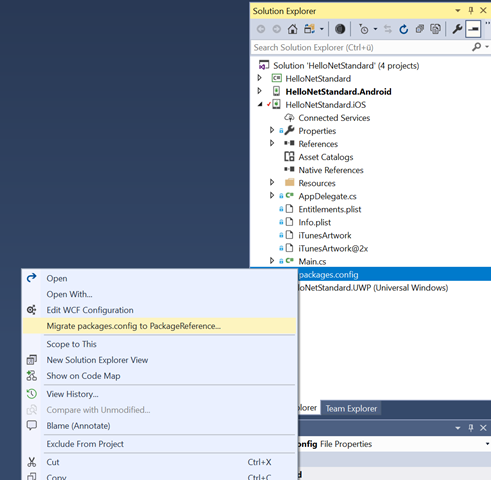 Solution Explorer
Search Solution Explorer (Ctrl+ü)
Solution 'HelloNetStandard' (4 projects)
HelloNetStandard
HelloNetStandard.Android
HelloNetStandard.iOS
Connected Services
Properties
References
Asset Catalogs
Native References
Resources
AppDelegate.cs
Entitlements.plist
Info.plist
iTunesArtwork
iTunesArtwork@2x
Main.cs
packages.config
loNetStandard.UWP (Universal Windows)
Open
Open With...
Edit WCF Configuration
Migrate packages.config to PackageReference...
Scope to This
New Solution Explorer View
Show on Code Map
View History...
Compare with Unmodified...
Blame (Annotate)
Exclude From Project
Cut Ctrl+X
Copy Ctrl+C
plorer Team Explorer
onfig File Properties